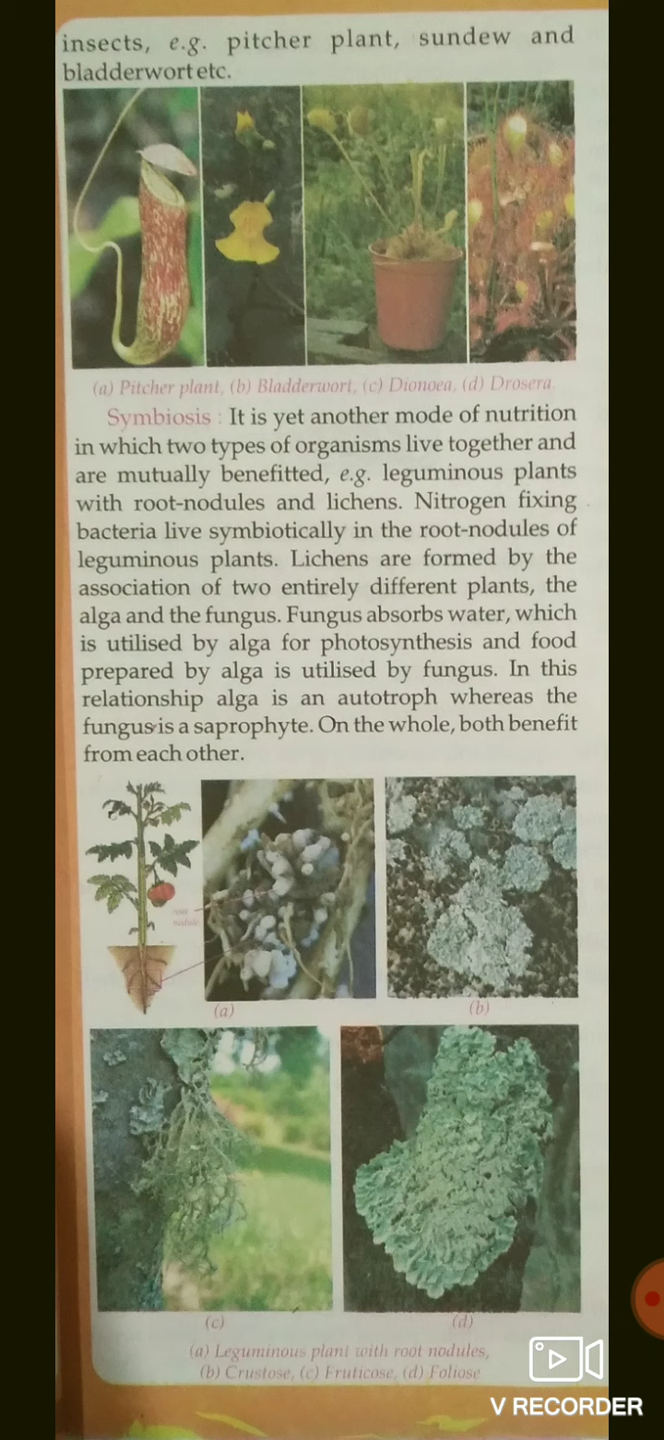 insects, e.g. pitcher plant, sundew and
bladderwort etc.
(a) Pitcher plant, (b) Bladderwort, (c) Dionoea, (d) Drosera.
Symbiosis : It is yet another mode of nutrition
in which two types of organisms live together and
are mutually benefitted, e.g. leguminous plants
with root-nodules and lichens. Nitrogen fixing
bacteria live symbiotically in the root-nodules of
leguminous plants. Lichens are formed by the
association of two entirely different plants, the
alga and the fungus. Fungus absorbs water, which
is utilised by alga for photosynthesis and food
prepared by alga is utilised by fungus. In this
relationship alga is an autotroph whereas the
fungus is a saprophyte. On the whole, both benefit
from each other.
root
nodule
(a)
(b)
(c)
(d)
(a) Leguminous plant with root nodules,
(b) Crustose, (c) Fruticose, (d) Foliose
V RECORDER